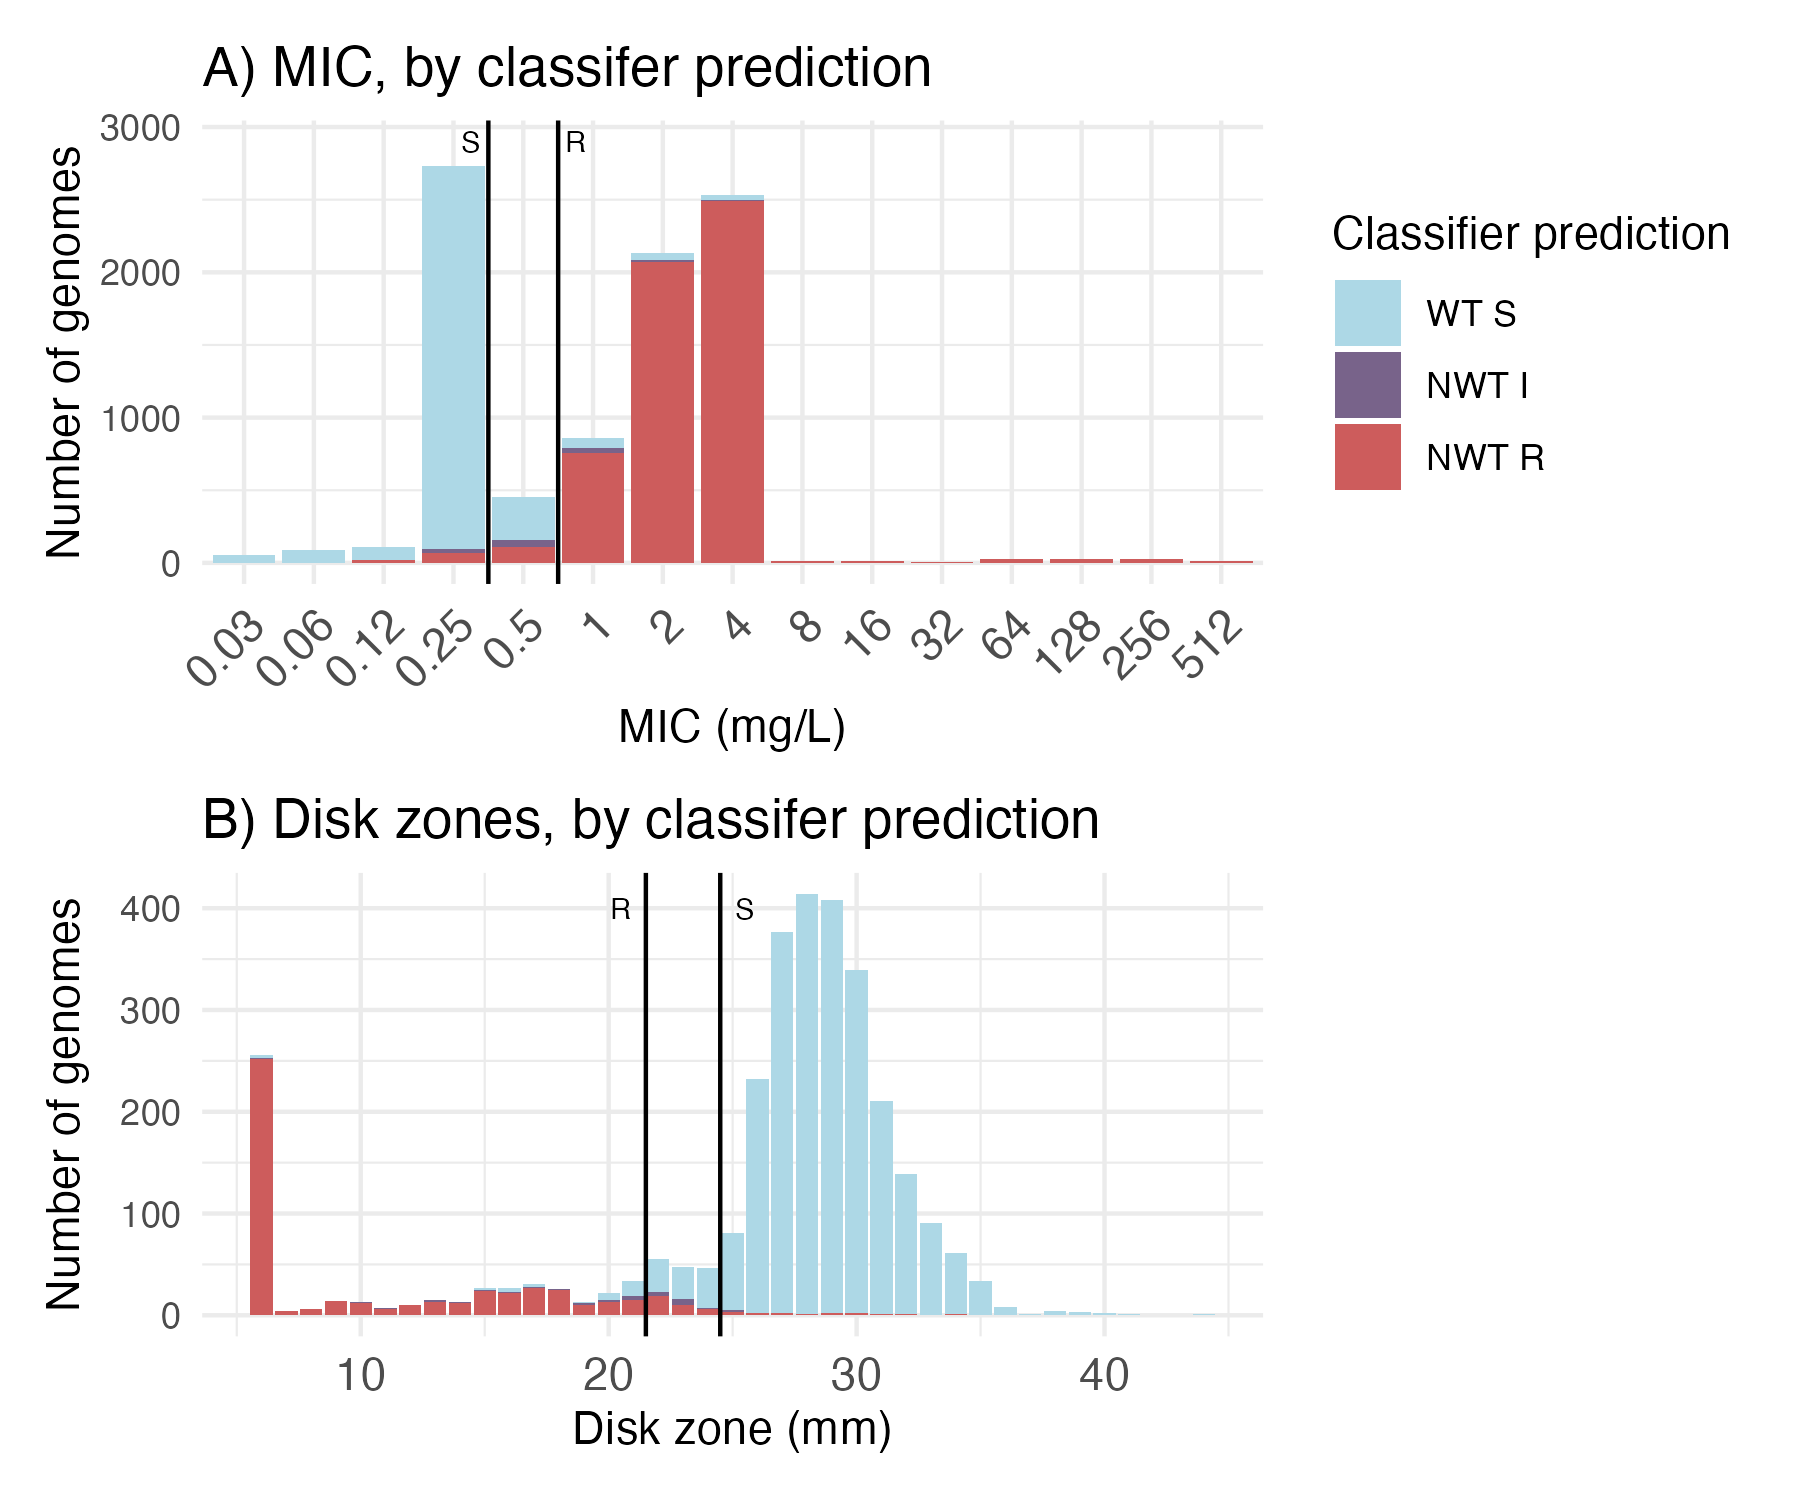 A) MIC, by classifer prediction
Number of genomes
3000
2000
1000
0
S
R
0.03
0.06
0.12
0.25
0.5
1
2
4
8
16
32
64
128
256
512
MIC (mg/L)
Classifier prediction
WT S
NWT I
NWT R
B) Disk zones, by classifer prediction
Number of genomes
400
300
200
100
0
R
S
10
20
30
40
Disk zone (mm)